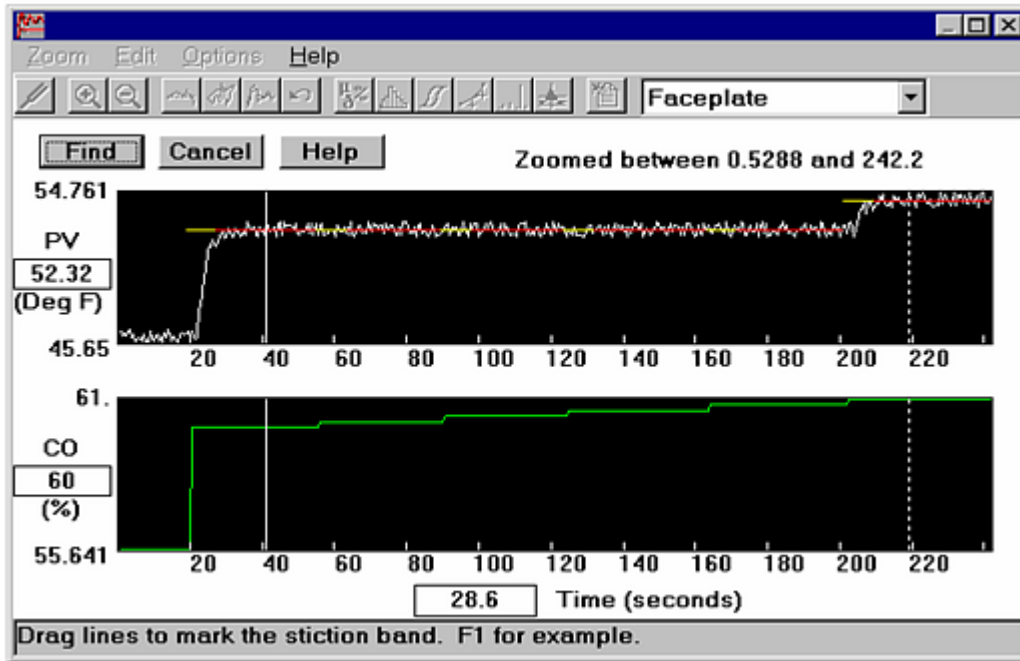 Zoom Edit Options Help
Faceplate
Find Cancel Help Zoomed between 0.5288 and 242.2
54.761
PV
52.32
(Deg F)
45.65
20 40 60 80 100 120 140 160 180 200 220
61.
CO
60
(%)
55.641
20 40 60 80 100 120 140 160 180 200 220
28.6 Time (seconds)
Drag lines to mark the stiction band. F1 for example.